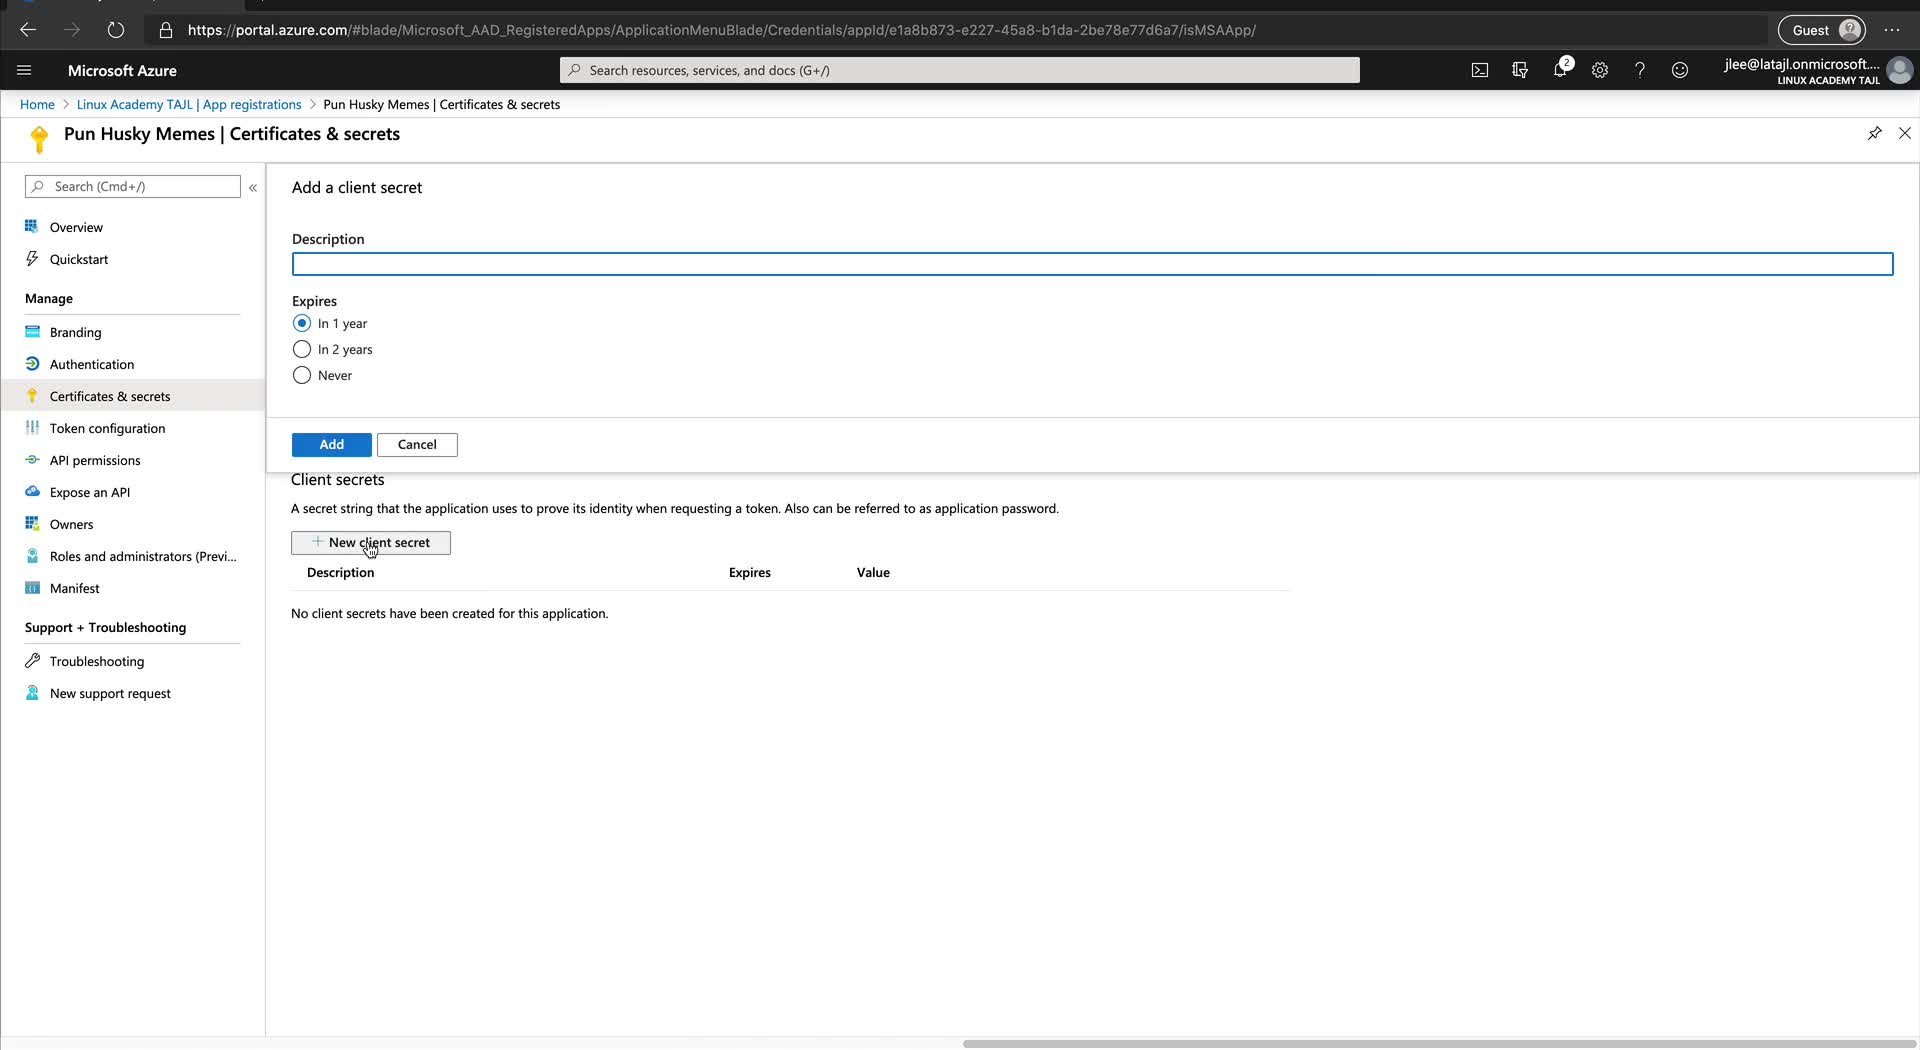 https://portal.azure.com/#blade/Microsoft_AAD_RegisteredApps/ApplicationMenuBlade/Credentials/appId/e1a8b873-e227-45a8-b1da-2be78e77d6a7/isMSAApp/
Guest
Microsoft Azure
Search resources, services, and docs (G+/)
2
jlee@latajl.onmicrosoft....
LINUX ACADEMY TAJL
Home > Linux Academy TAJL | App registrations > Pun Husky Memes | Certificates & secrets
Pun Husky Memes | Certificates & secrets
Search (Cmd+/)
«
Overview
Quickstart
Manage
Branding
Authentication
Certificates & secrets
Token configuration
API permissions
Expose an API
Owners
Roles and administrators (Previ...
Manifest
Support + Troubleshooting
Troubleshooting
New support request
Add a client secret
Description
Expires
In 1 year
In 2 years
Never
Add
Cancel
Client secrets
A secret string that the application uses to prove its identity when requesting a token. Also can be referred to as application password.
+ New client secret
Description Expires Value
No client secrets have been created for this application.